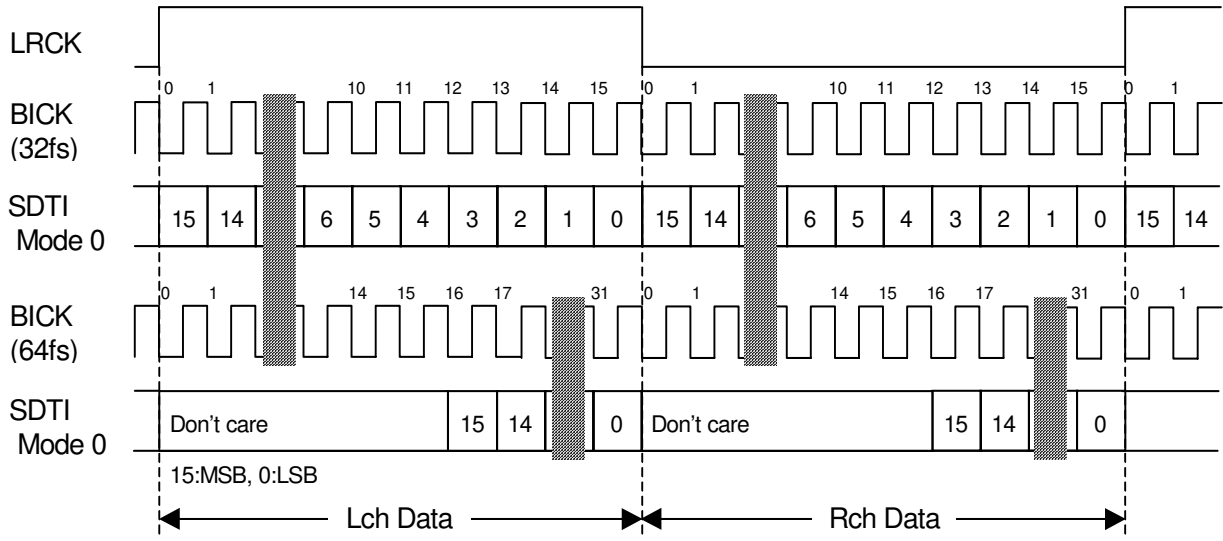 LRCK
0 1 10 11 12 13 14 15 0 1 10 11 12 13 14 15 0 1
BICK
(32fs)
SDTI
Mode 0
15 14 6 5 4 3 2 1 0 15 14 6 5 4 3 2 1 0 15 14
0 1 14 15 16 17 31 0 1 14 15 16 17 31 0 1
BICK
(64fs)
SDTI
Mode 0
Don't care 15 14 0 Don't care 15 14 0
15:MSB, 0:LSB
Lch Data Rch Data